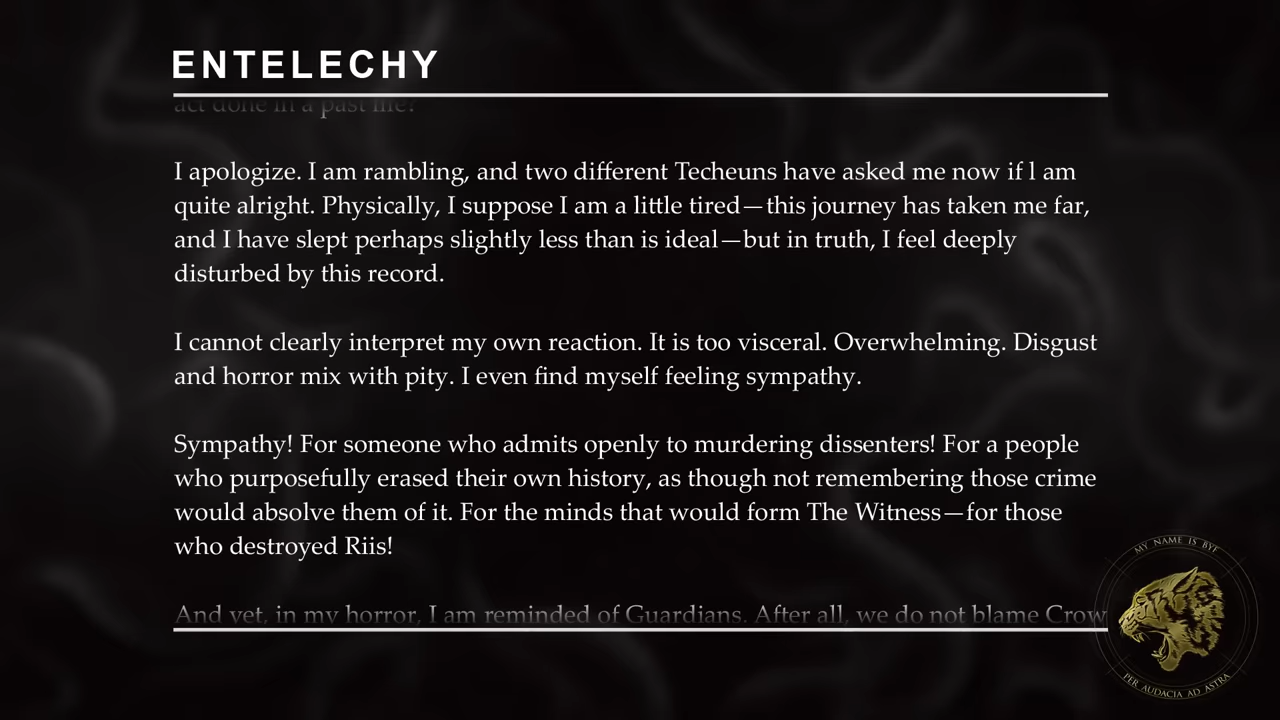 ENTELECHY
act done in a past life?
I apologize. I am rambling, and two different Techeuns have asked me now if l am
quite alright. Physically, I suppose I am a little tired—this journey has taken me far,
and I have slept perhaps slightly less than is ideal—but in truth, I feel deeply
disturbed by this record.
I cannot clearly interpret my own reaction. It is too visceral. Overwhelming. Disgust
and horror mix with pity. I even find myself feeling sympathy.
Sympathy! For someone who admits openly to murdering dissenters! For a people
who purposefully erased their own history, as though not remembering those crime
would absolve them of it. For the minds that would form The Witness—for those
who destroyed Riis!
And yet, in my horror, I am reminded of Guardians. After all, we do not blame Crow
MY NAME IS BYF
PER AUDACIA AD ASTRA